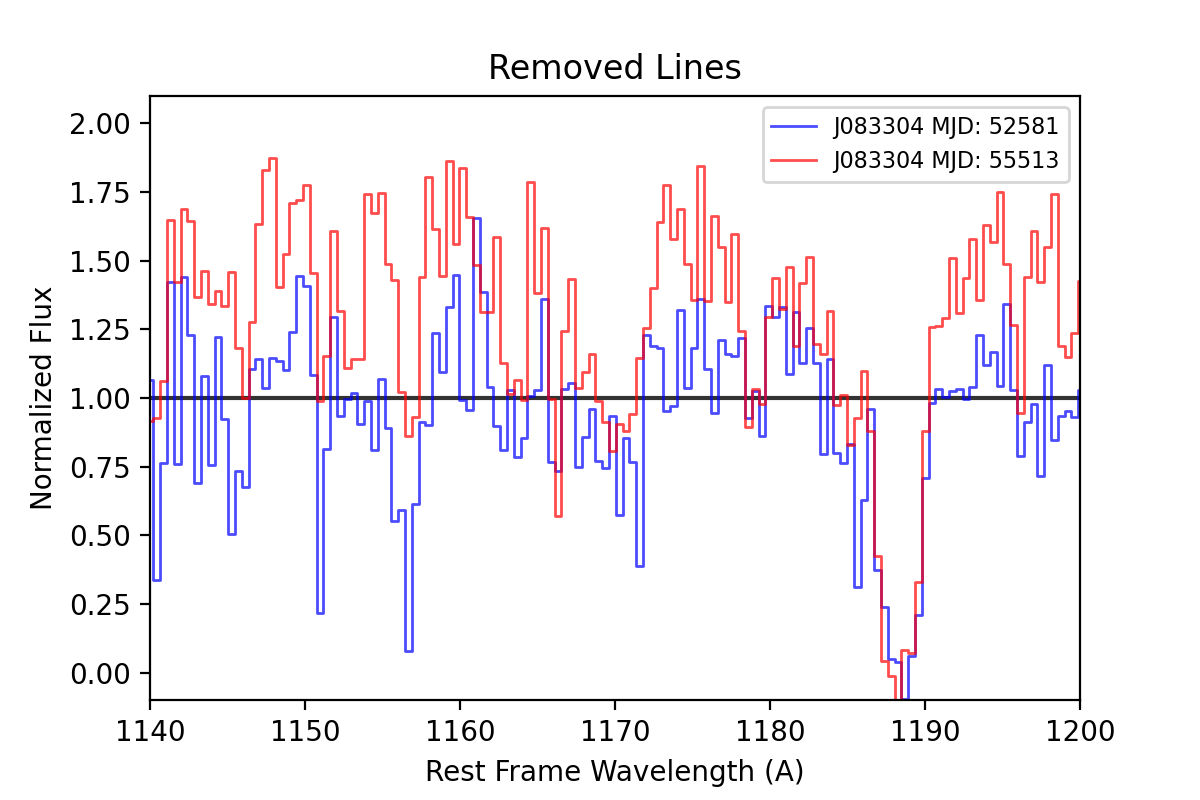 Removed Lines
J083304 MJD: 52581
J083304 MJD: 55513
2.00
1.75
1.50
1.25
1.00
0.75
0.50
0.25
0.00
Normalized Flux
1140 1150 1160 1170 1180 1190 1200
Rest Frame Wavelength (A)